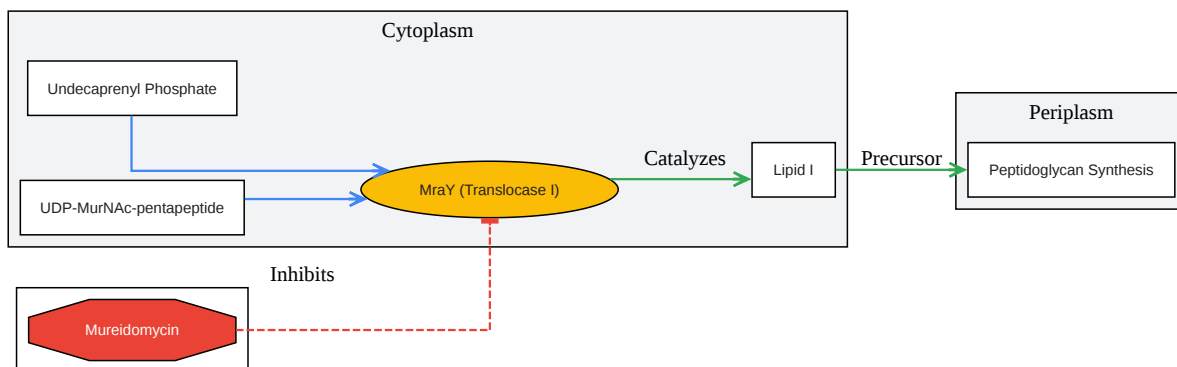 Cytoplasm
Undecaprenyl Phosphate
UDP-MurNAc-pentapeptide
MraY (Translocase I)
Catalyzes
Lipid I
Precursor
Periplasm
Peptidoglycan Synthesis
Inhibits
Mureidomycin